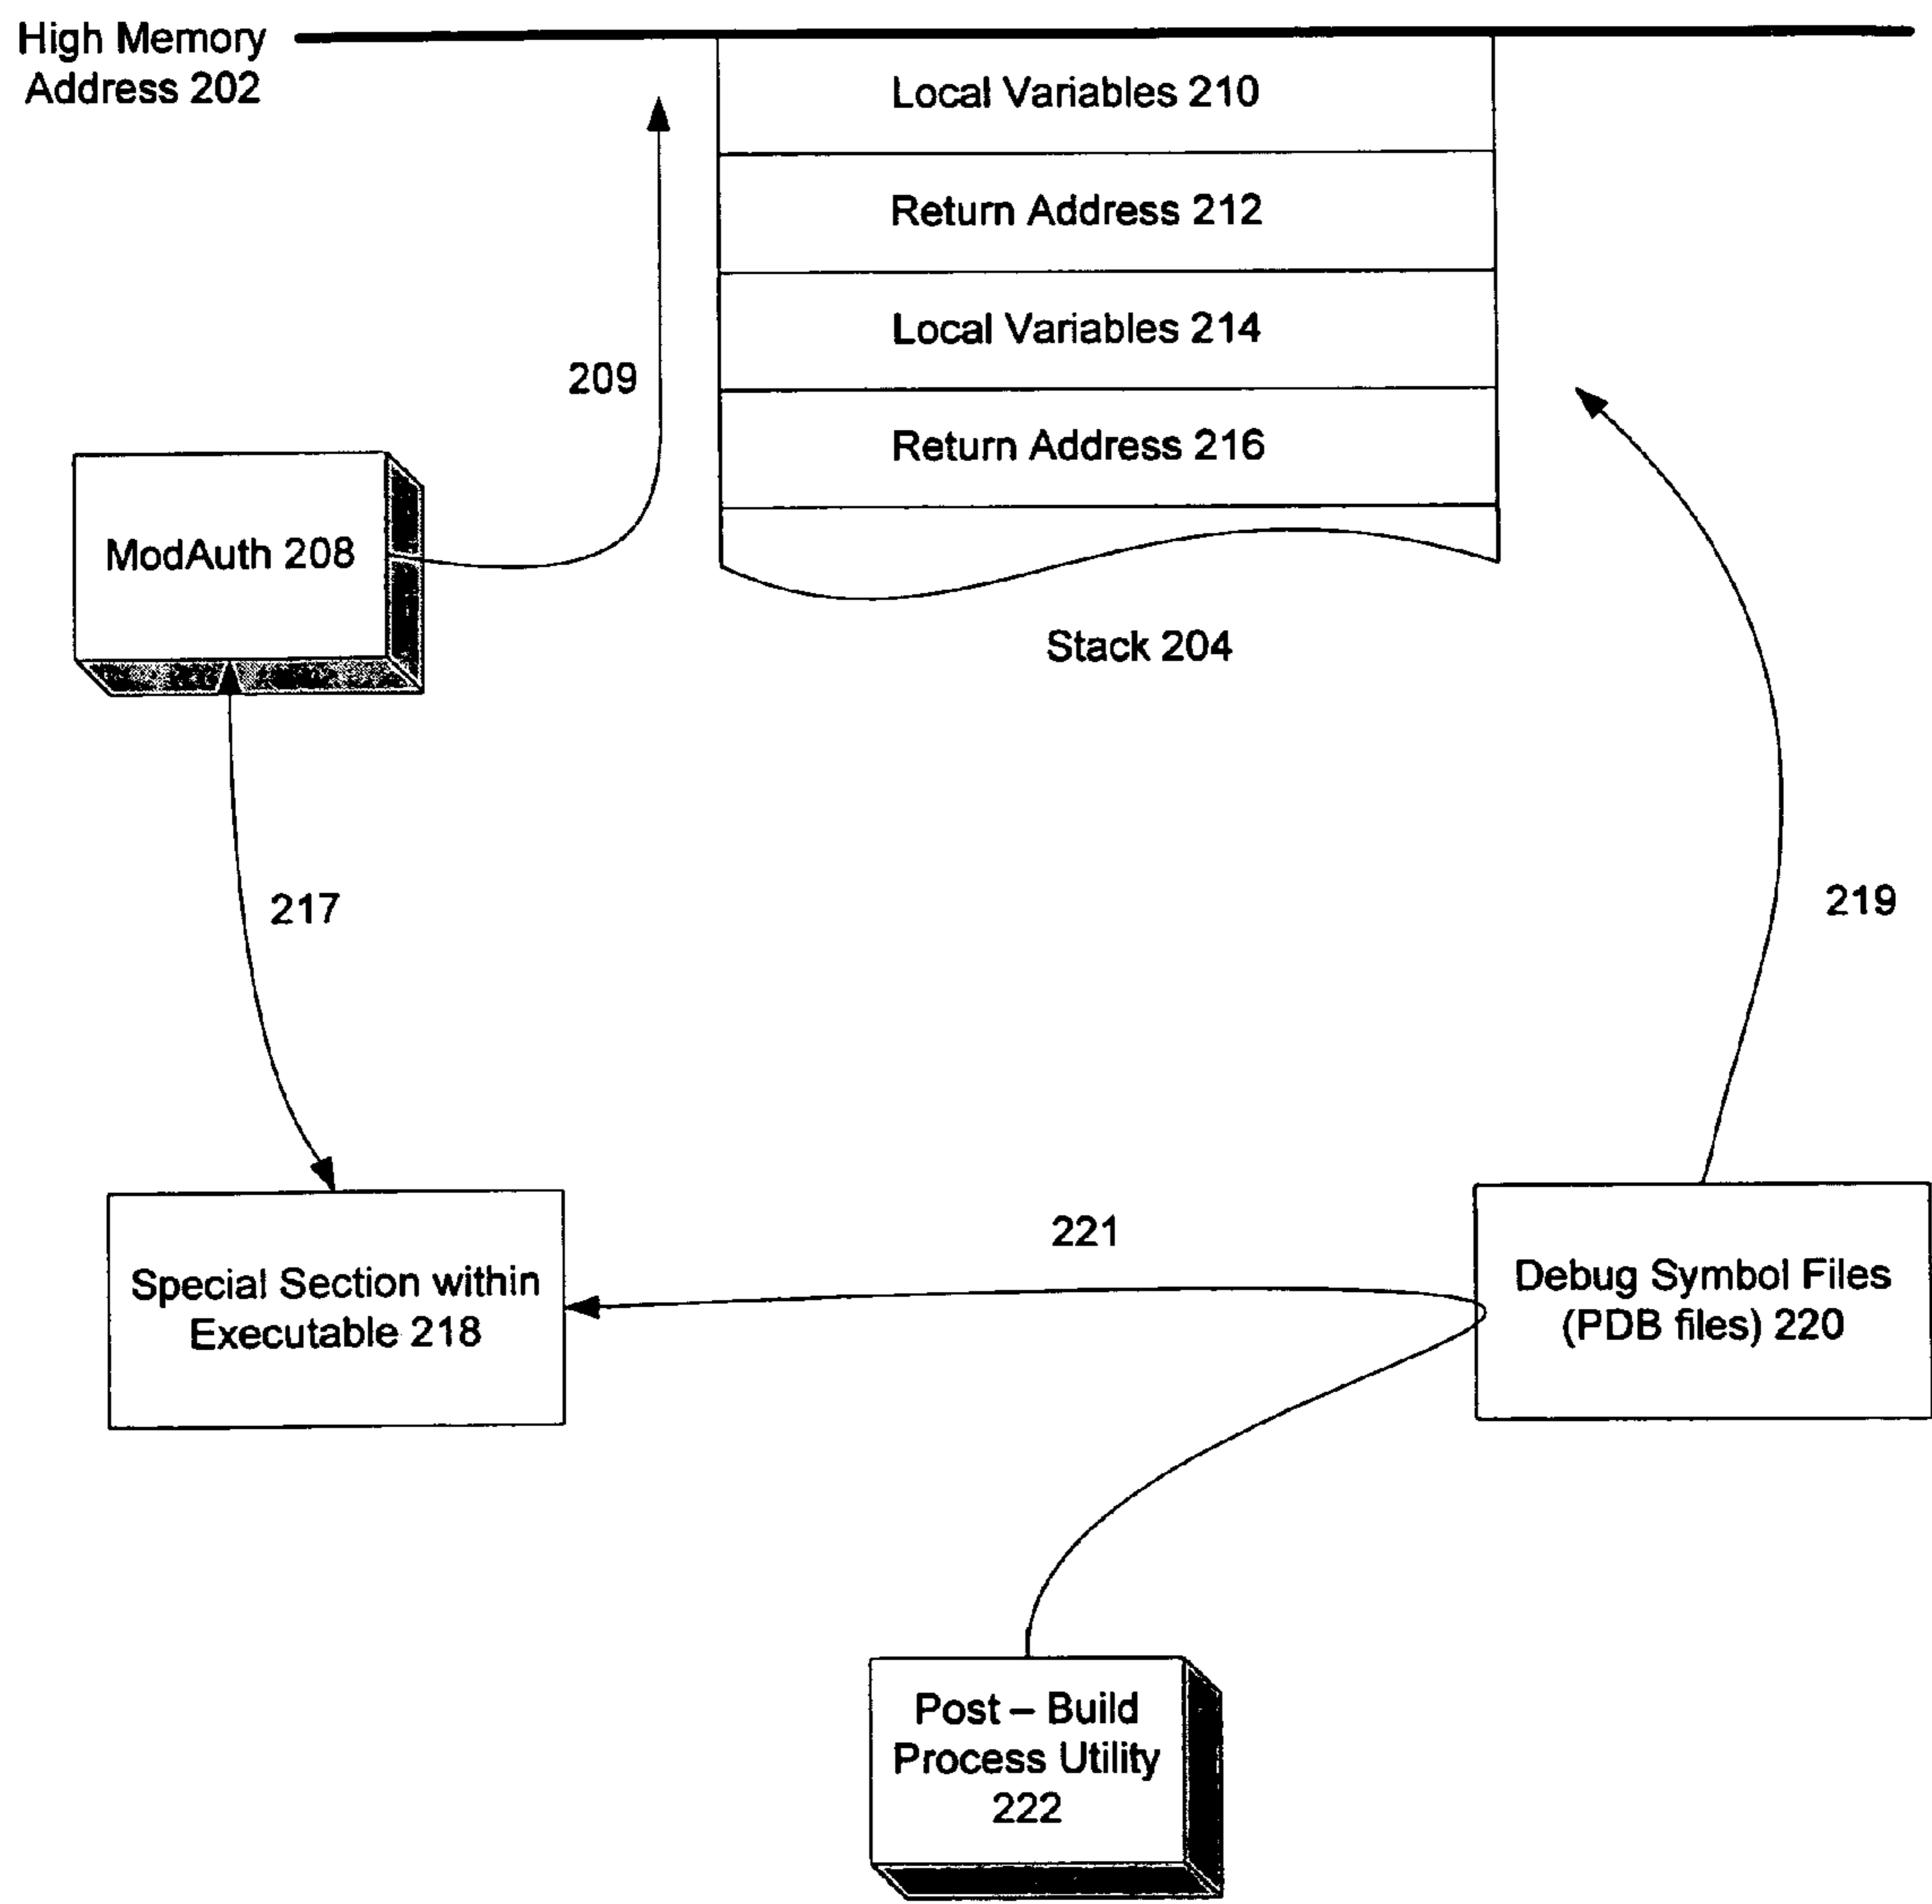 High Memory
Address 202
Local Variables 210
Return Address 212
Local Variables 214
209
Return Address 216
ModAuth 208
Stack 204
217
219
221
Special Section within
Executable 218
Debug Symbol Files
(PDB files) 220
Post – Build
Process Utility
222